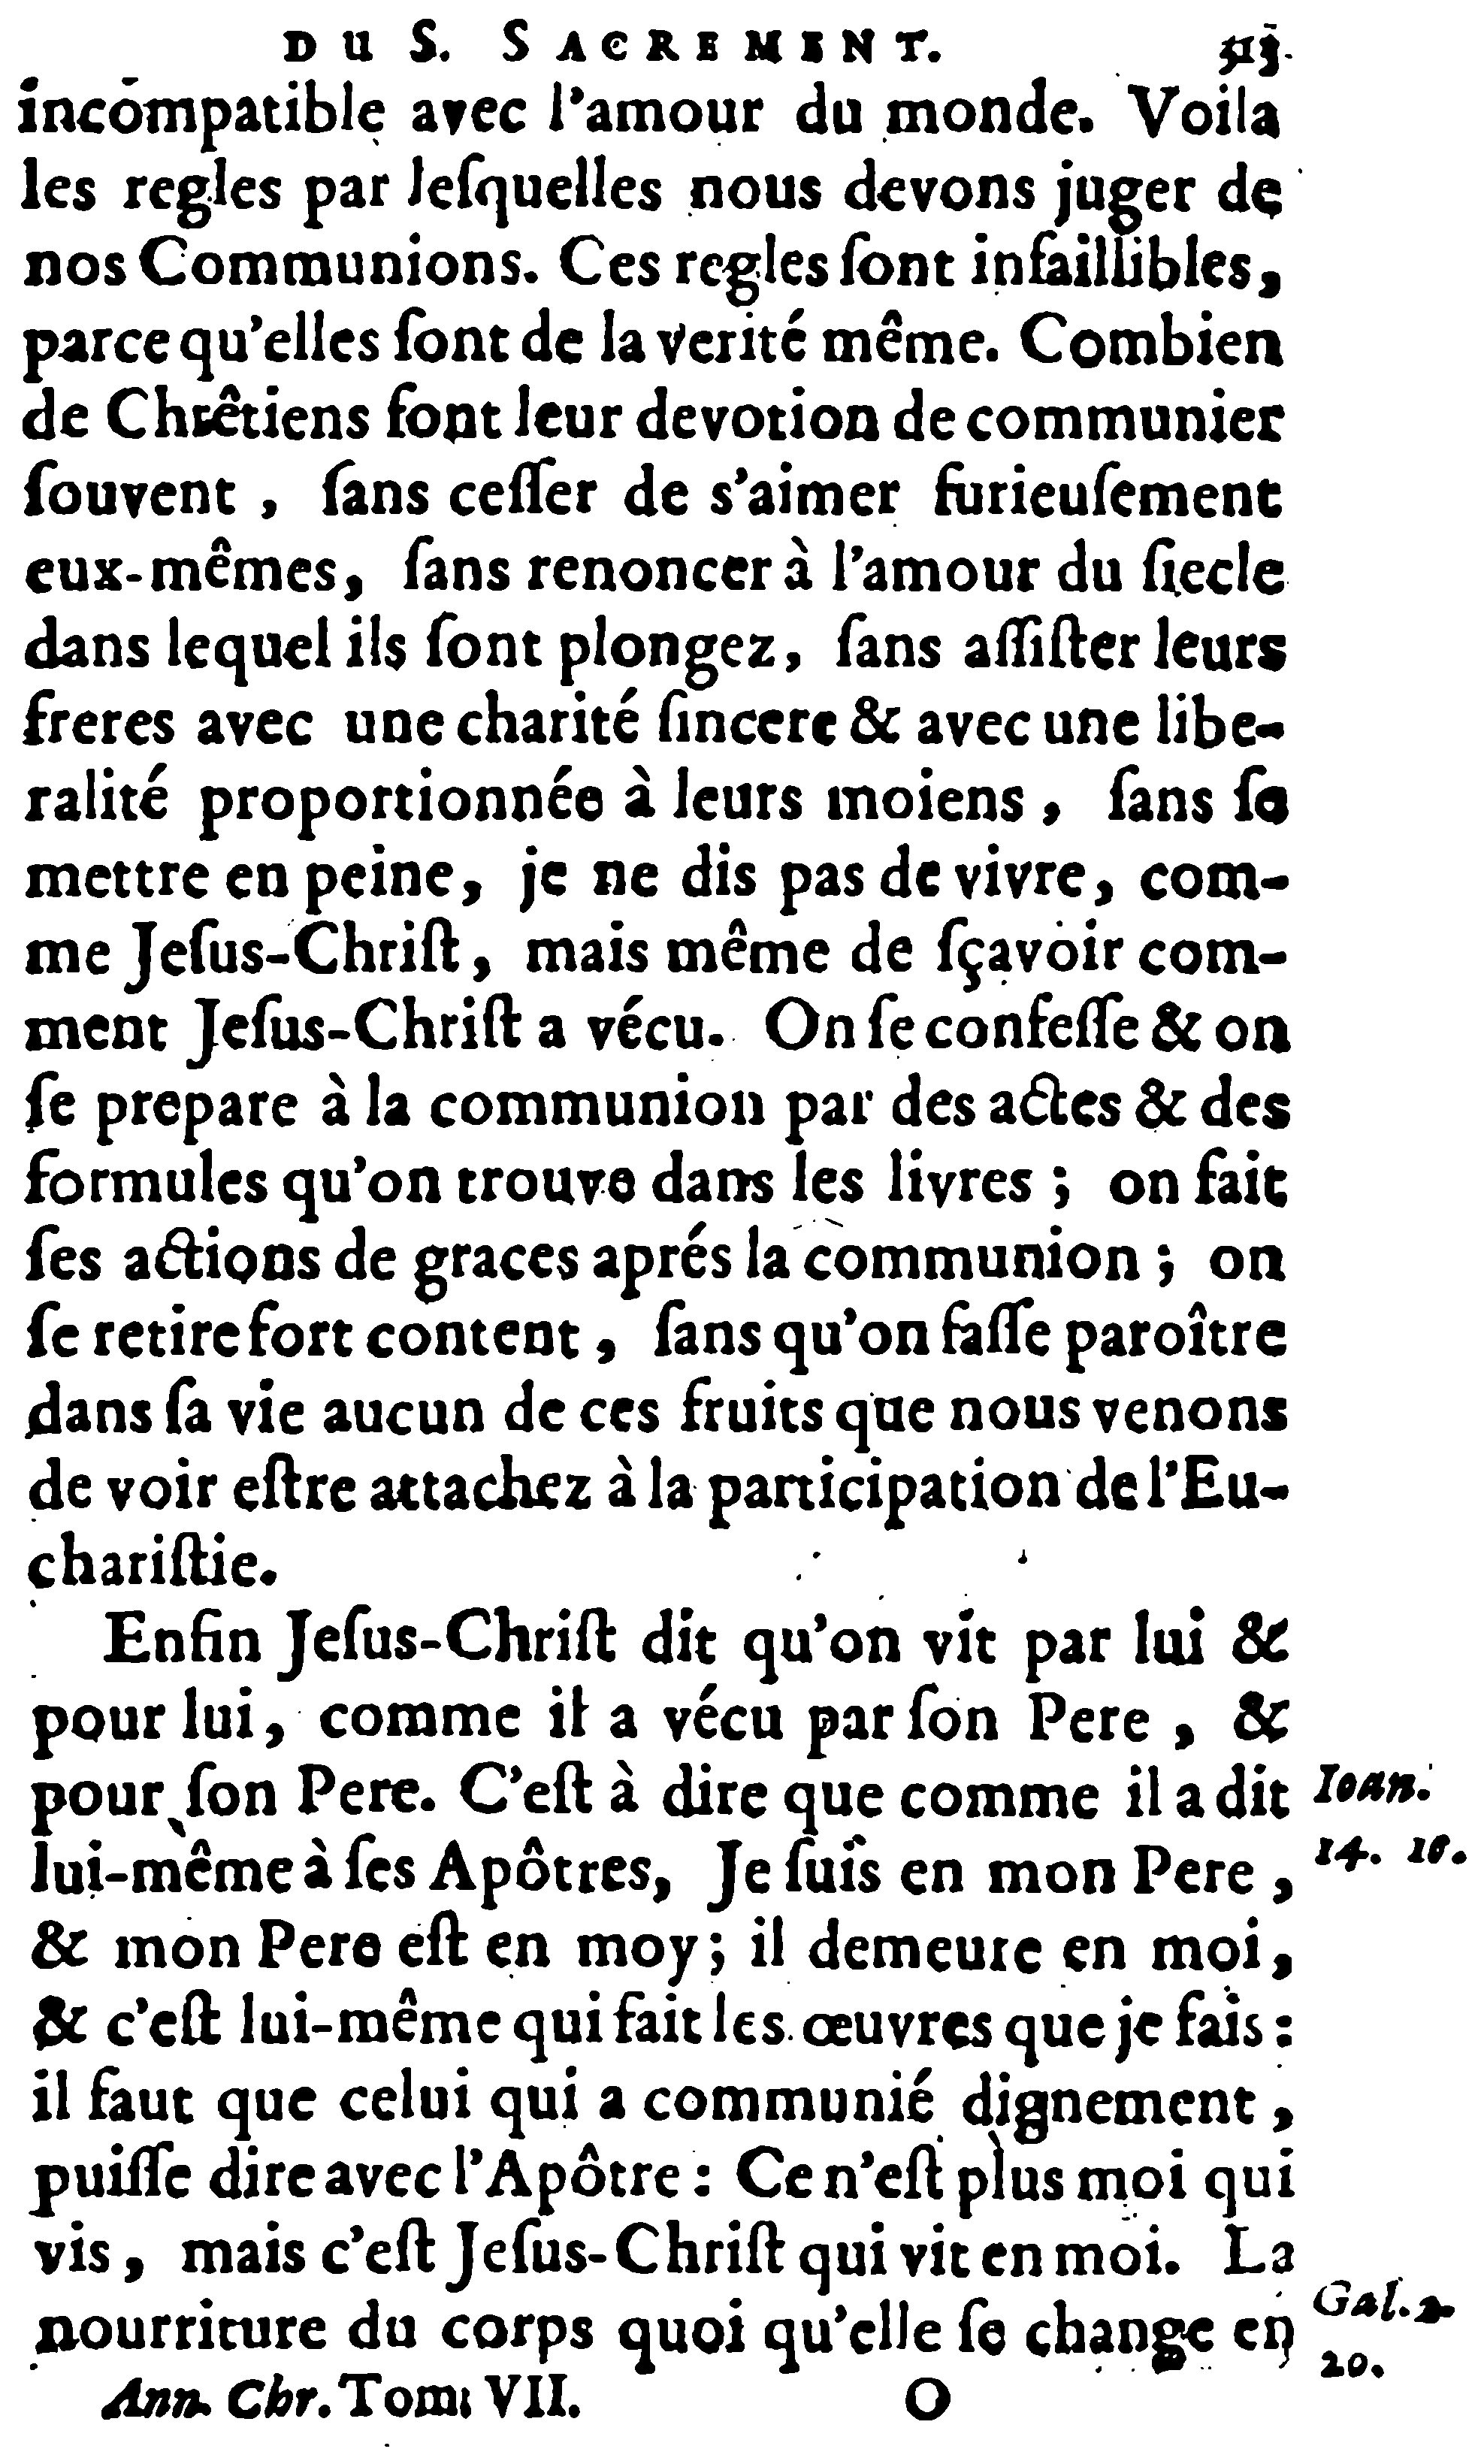 DU S. SACREMENT.
incompatible avec l'amour du monde. Voila
les regles par leſquelles nous devons juger de
nos Communions. Ces regles ſont infaillibles,
parce qu'elles ſont de la verité même. Combien
de Chrêtiens font leur devotion de communier
ſouvent, ſans ceſſer de s'aimer furieuſement
eux-mêmes, ſans renoncer à l'amour du ſiecle
dans lequel ils ſont plongez, ſans aſſiſter leurs
freres avec une charité ſincere & avec une libe-
ralité proportionnée à leurs moiens, ſans ſe
mettre en peine, je ne dis pas de vivre, com-
me Jeſus-Chriſt, mais même de ſçavoir com-
ment Jeſus-Chriſt a vécu. On ſe confeſſe & on
ſe prepare à la communion par des actes & des
formules qu'on trouve dans les livres ; on fait
ſes actions de graces aprés la communion ; on
ſe retire fort content, ſans qu'on faſſe paroître
dans ſa vie aucun de ces fruits que nous venons
de voir eſtre attachez à la participation de l'Eu-
chariſtie.
Enfin Jeſus-Chriſt dit qu'on vit par lui &
pour lui, comme il a vécu par ſon Pere, &
pour ſon Pere. C'eſt à dire que comme il a dit
lui-même à ſes Apôtres, Je ſuis en mon Pere,
& mon Pere eſt en moy ; il demeure en moi,
& c'eſt lui-même qui fait les œuvres que je fais :
il faut que celui qui a communié dignement,
puiſſe dire avec l'Apôtre : Ce n'eſt plus moi qui
vis, mais c'eſt Jeſus-Chriſt qui vit en moi. La
nourriture du corps quoi qu'elle ſe change en
Ioan.
14.
Gal. 2.
20.
Ann. Chr. Tom. VII. O